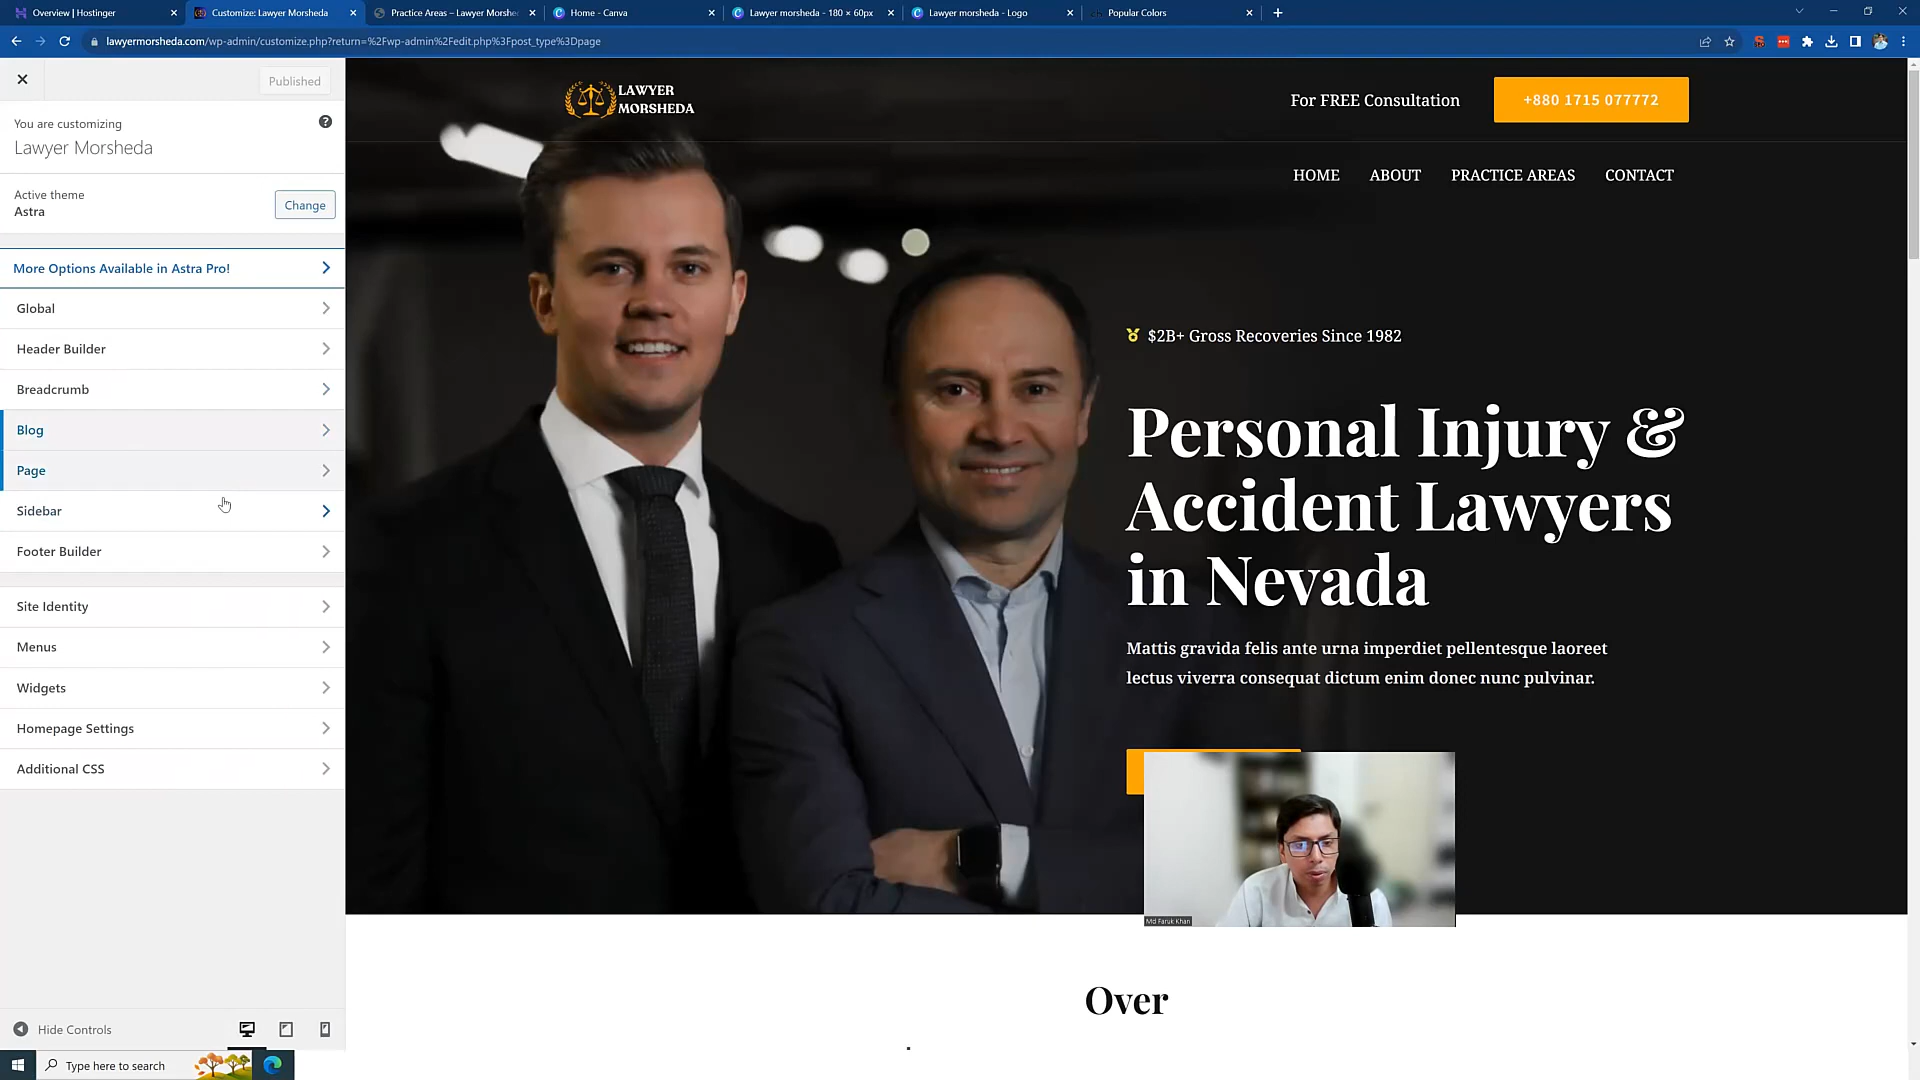 Overview | Hostinger
Customize: Lawyer Morsheda
Practice Areas – Lawyer Morshe
Home - Canva
Lawyer morsheda - 180 × 60px
Lawyer morsheda - Logo
Popular Colors
lawyermorsheda.com/wp-admin/customize.php?return=%2Fwp-admin%2Fedit.php%3Fpost_type%3Dpage
Published
You are customizing
Lawyer Morsheda
Active theme
Astra
Change
More Options Available in Astra Pro!
Global
Header Builder
Breadcrumb
Blog
Page
Sidebar
Footer Builder
Site Identity
Menus
Widgets
Homepage Settings
Additional CSS
Hide Controls
Type here to search
LAWYER
MORSHEDA
For FREE Consultation
+880 1715 077772
HOME ABOUT PRACTICE AREAS CONTACT
$2B+ Gross Recoveries Since 1982
Personal Injury &
Accident Lawyers
in Nevada
Mattis gravida felis ante urna imperdiet pellentesque laoreet
lectus viverra consequat dictum enim donec nunc pulvinar.
Md Faruk Khan
Over